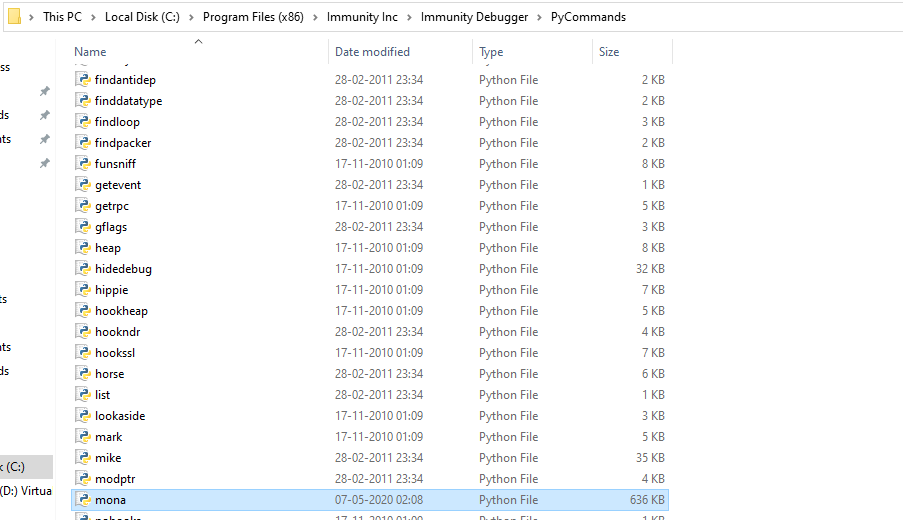 This PC > Local Disk (C:) > Program Files (x86) > Immunity Inc > Immunity Debugger > PyCommands
Name Date modified Type Size
findantidep 28-02-2011 23:34 Python File 2 KB
finddatatype 28-02-2011 23:34 Python File 2 KB
findloop 28-02-2011 23:34 Python File 3 KB
findpacker 28-02-2011 23:34 Python File 2 KB
funsniff 17-11-2010 01:09 Python File 8 KB
getevent 28-02-2011 23:34 Python File 1 KB
getrpc 17-11-2010 01:09 Python File 5 KB
gflags 28-02-2011 23:34 Python File 3 KB
heap 17-11-2010 01:09 Python File 8 KB
hidedebug 17-11-2010 01:09 Python File 32 KB
hippie 17-11-2010 01:09 Python File 7 KB
hookheap 17-11-2010 01:09 Python File 5 KB
hookndr 28-02-2011 23:34 Python File 4 KB
hookssl 17-11-2010 01:09 Python File 7 KB
horse 28-02-2011 23:34 Python File 6 KB
list 28-02-2011 23:34 Python File 1 KB
lookaside 17-11-2010 01:09 Python File 3 KB
mark 17-11-2010 01:09 Python File 5 KB
mike 28-02-2011 23:34 Python File 35 KB
modptr 28-02-2011 23:34 Python File 4 KB
mona 07-05-2020 02:08 Python File 636 KB
ss
ds
nts
ts
nts
ds
k (C:)
(D:) Virtua